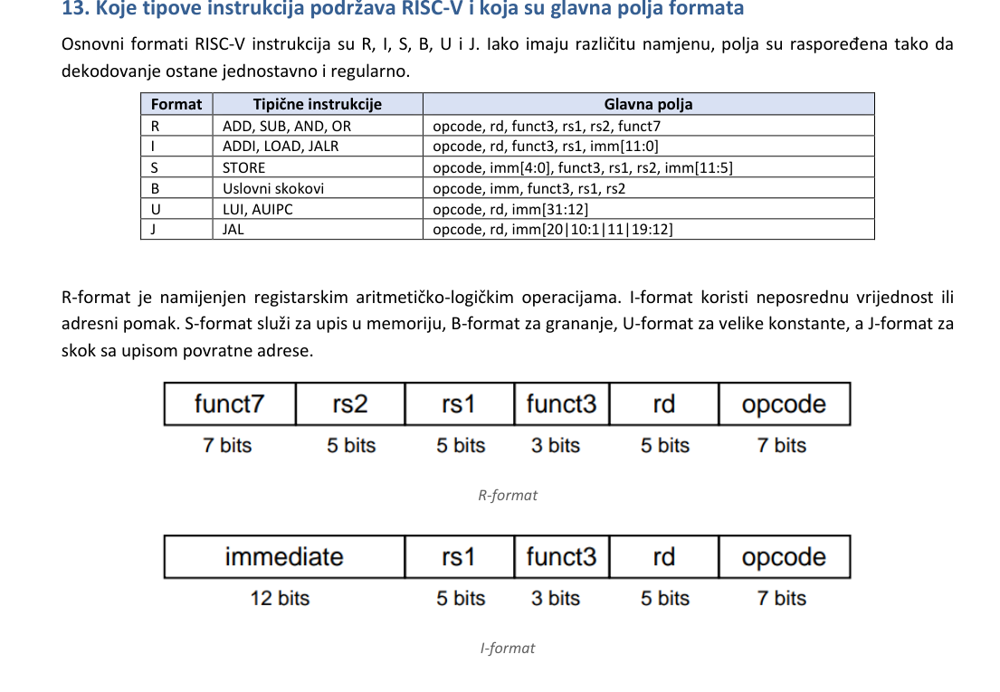 13. Koje tipove instrukcija podržava RISC-V i koja su glavna polja formata
Osnovni formati RISC-V instrukcija su R, I, S, B, U i J. Iako imaju različitu namjenu, polja su raspoređena tako da
dekodovanje ostane jednostavno i regularno.
Format Tipične instrukcije Glavna polja
R ADD, SUB, AND, OR opcode, rd, funct3, rs1, rs2, funct7
I ADDI, LOAD, JALR opcode, rd, funct3, rs1, imm[11:0]
S STORE opcode, imm[4:0], funct3, rs1, rs2, imm[11:5]
B Uslovni skokovi opcode, imm, funct3, rs1, rs2
U LUI, AUIPC opcode, rd, imm[31:12]
J JAL opcode, rd, imm[20|10:1|11|19:12]
R-format je namijenjen registarskim aritmetičko-logičkim operacijama. I-format koristi neposrednu vrijednost ili
adresni pomak. S-format služi za upis u memoriju, B-format za grananje, U-format za velike konstante, a J-format za
skok sa upisom povratne adrese.
funct7 rs2 rs1 funct3 rd opcode
7 bits 5 bits 5 bits 3 bits 5 bits 7 bits
R-format
immediate rs1 funct3 rd opcode
12 bits 5 bits 3 bits 5 bits 7 bits
I-format